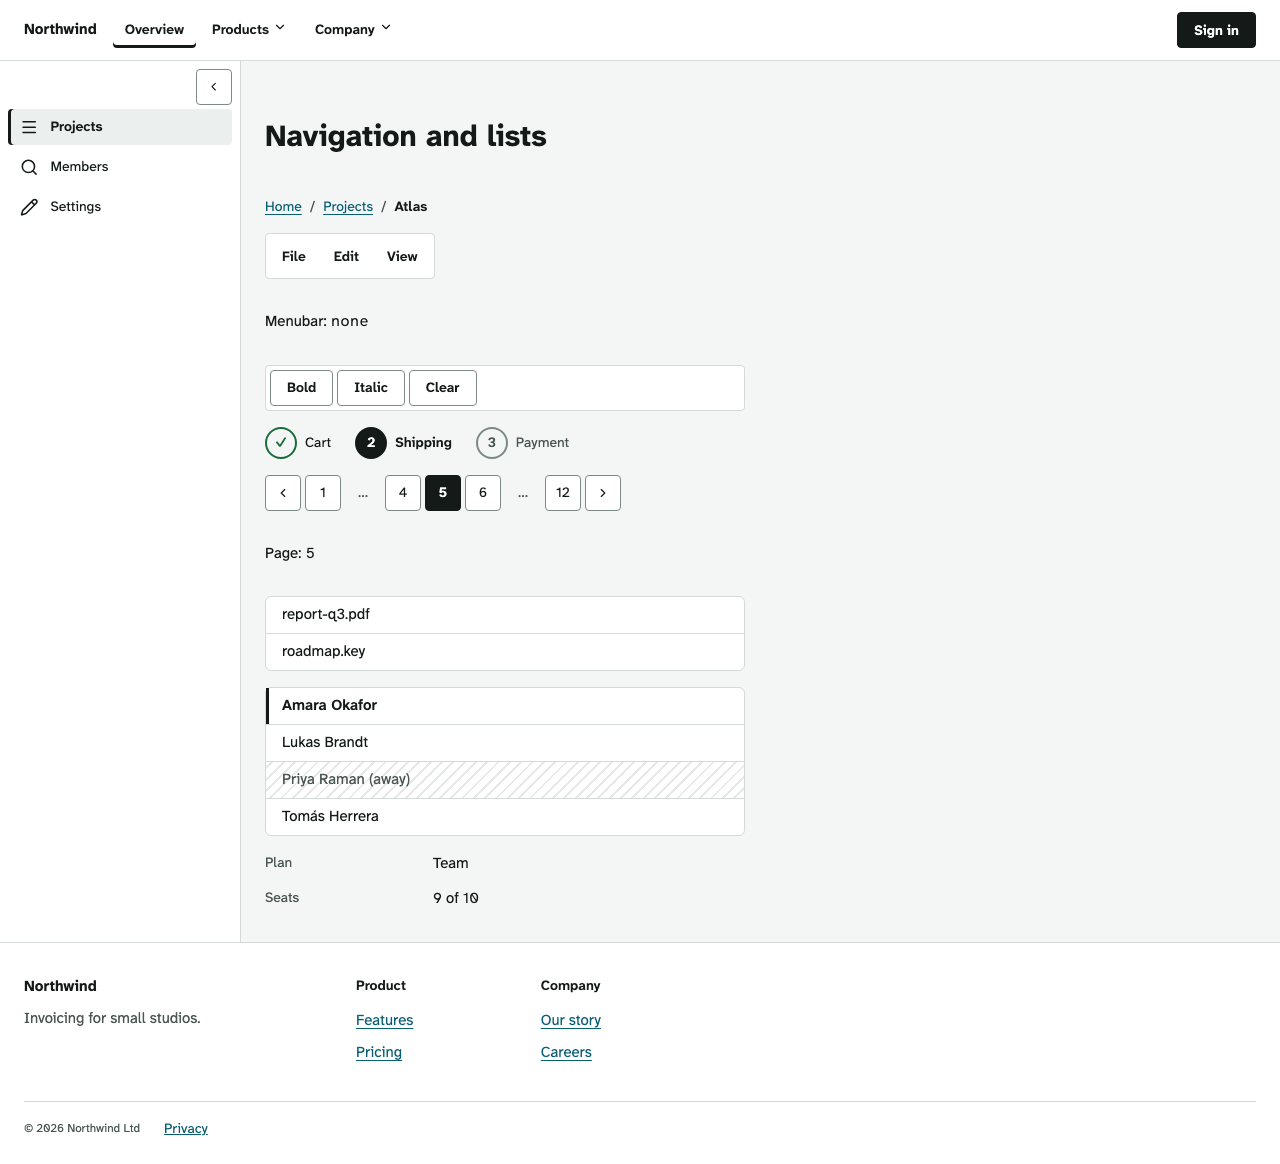 Northwind Overview Products Company Sign in
Projects
Members
Settings
Navigation and lists
Home / Projects / Atlas
File Edit View
Menubar: none
Bold Italic Clear
Cart 2 Shipping 3 Payment
1 … 4 5 6 … 12
Page: 5
report-q3.pdf
roadmap.key
Amara Okafor
Lukas Brandt
Priya Raman (away)
Tomás Herrera
Plan Team
Seats 9 of 10
Northwind Product Company
Invoicing for small studios. Features Our story
Pricing Careers
© 2026 Northwind Ltd Privacy